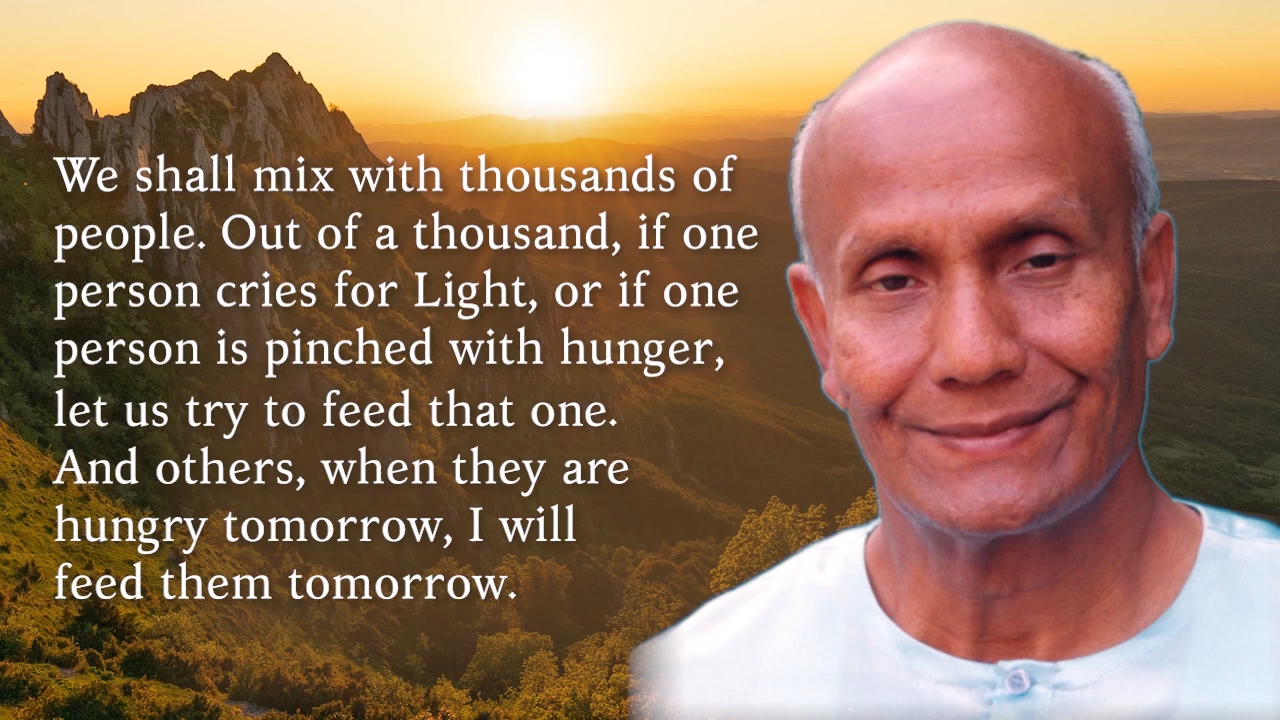 We shall mix with thousands of
people. Out of a thousand, if one
person cries for Light, or if one
person is pinched with hunger,
let us try to feed that one.
And others, when they are
hungry tomorrow, I will
feed them tomorrow.